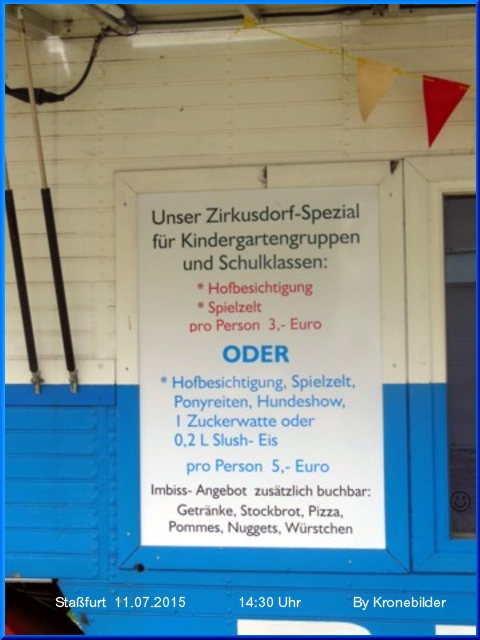 Unser Zirkusdorf-Spezial
für Kindergartengruppen
und Schulklassen:
* Hofbesichtigung
* Spielzelt
pro Person 3,- Euro
ODER
* Hofbesichtigung, Spielzelt,
Ponyreiten, Hundeshow,
1 Zuckerwatte oder
0,2 L Slush- Eis
pro Person 5,- Euro
Imbiss- Angebot zusätzlich buchbar:
Getränke, Stockbrot, Pizza,
Pommes, Nuggets, Würstchen
Staßfurt 11.07.2015 14:30 Uhr By Kronebilder